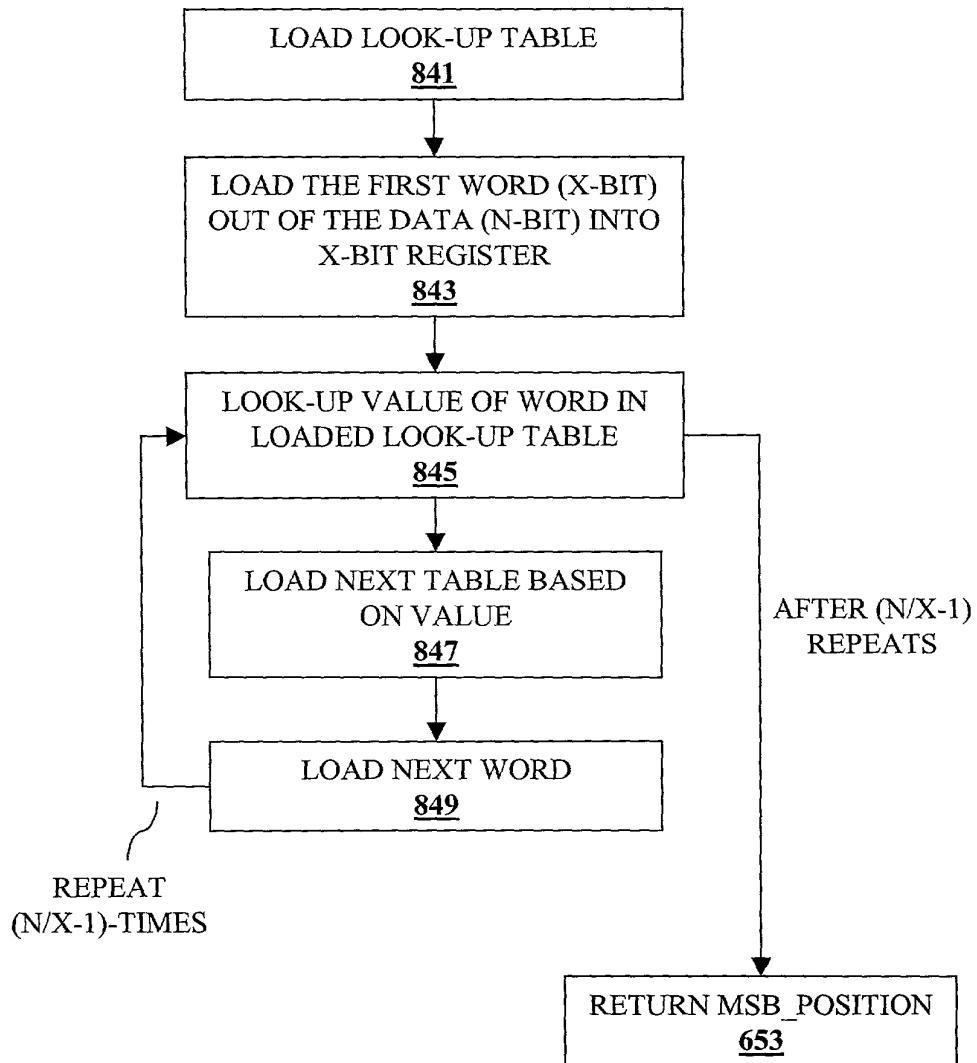 LOAD LOOK-UP TABLE
841
LOAD THE FIRST WORD (X-BIT)
OUT OF THE DATA (N-BIT) INTO
X-BIT REGISTER
843
LOOK-UP VALUE OF WORD IN
LOADED LOOK-UP TABLE
845
LOAD NEXT TABLE BASED
ON VALUE
847
AFTER (N/X-1)
REPEATS
LOAD NEXT WORD
849
REPEAT
(N/X-1)-TIMES
RETURN MSB_POSITION
653